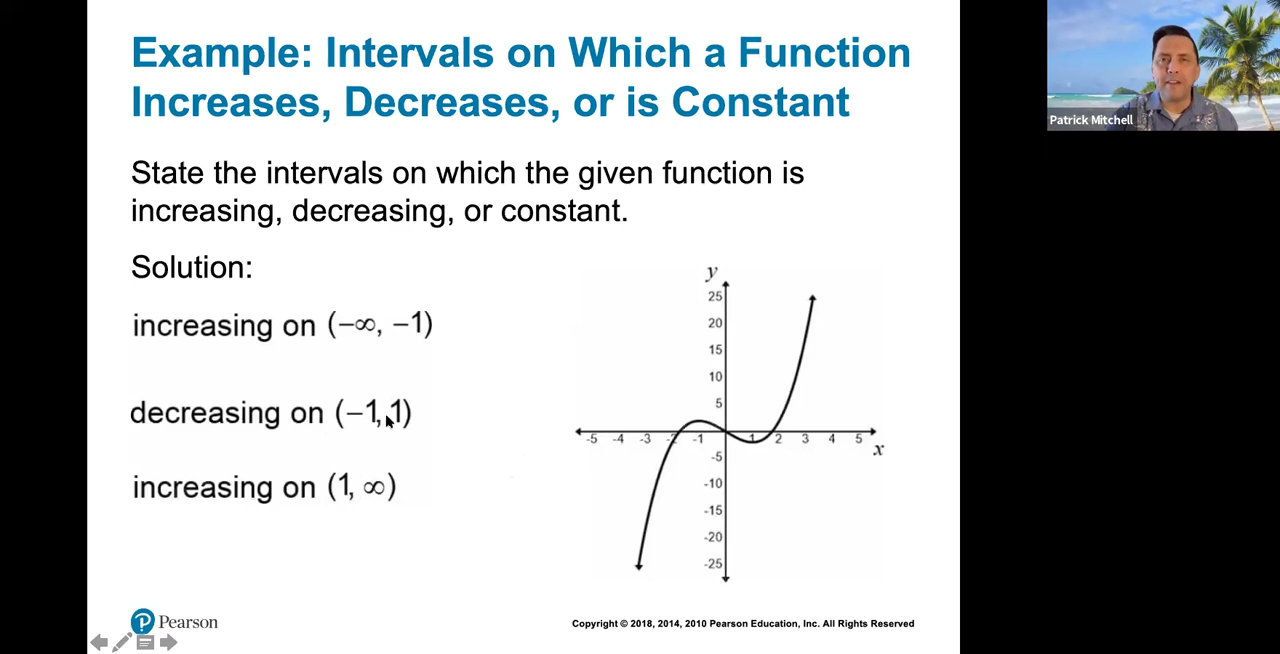 Example: Intervals on Which a Function
Increases, Decreases, or is Constant
Patrick Mitchell
State the intervals on which the given function is
increasing, decreasing, or constant.
Solution:
increasing on (−∞, −1)
decreasing on (−1, 1)
increasing on (1, ∞)
y
25
20
15
10
5
-5 -4 -3 -2 -1 1 2 3 4 5
x
-5
-10
-15
-20
-25
P Pearson
Copyright © 2018, 2014, 2010 Pearson Education, Inc. All Rights Reserved